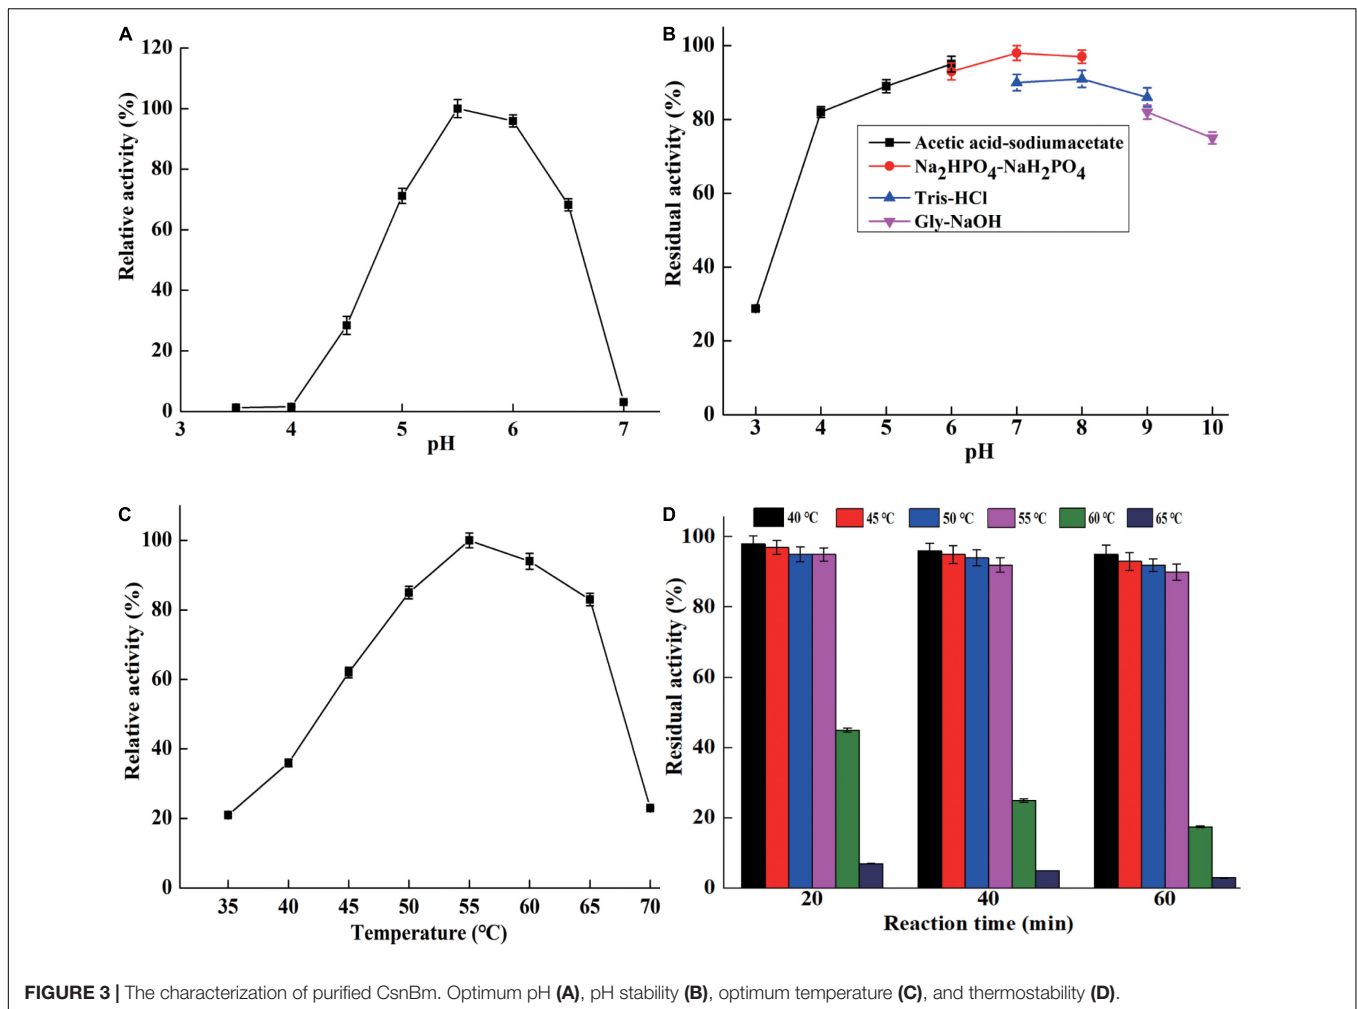 A
120
100
80
60
40
20
0
Relative activity (%)
3 4 5 6 7
pH
B
100
80
60
40
20
0
Residual activity (%)
Acetic acid-sodiumacetate
Na2HPO4-NaH2PO4
Tris-HCl
Gly-NaOH
3 4 5 6 7 8 9 10
pH
C
100
80
60
40
20
0
Relative activity (%)
35 40 45 50 55 60 65 70
Temperature (°C)
D
40 °C 45 °C 50 °C 55 °C 60 °C 65 °C
100
80
60
40
20
0
Residual activity (%)
20 40 60
Reaction time (min)
FIGURE 3 | The characterization of purified CsnBm. Optimum pH (A), pH stability (B), optimum temperature (C), and thermostability (D).